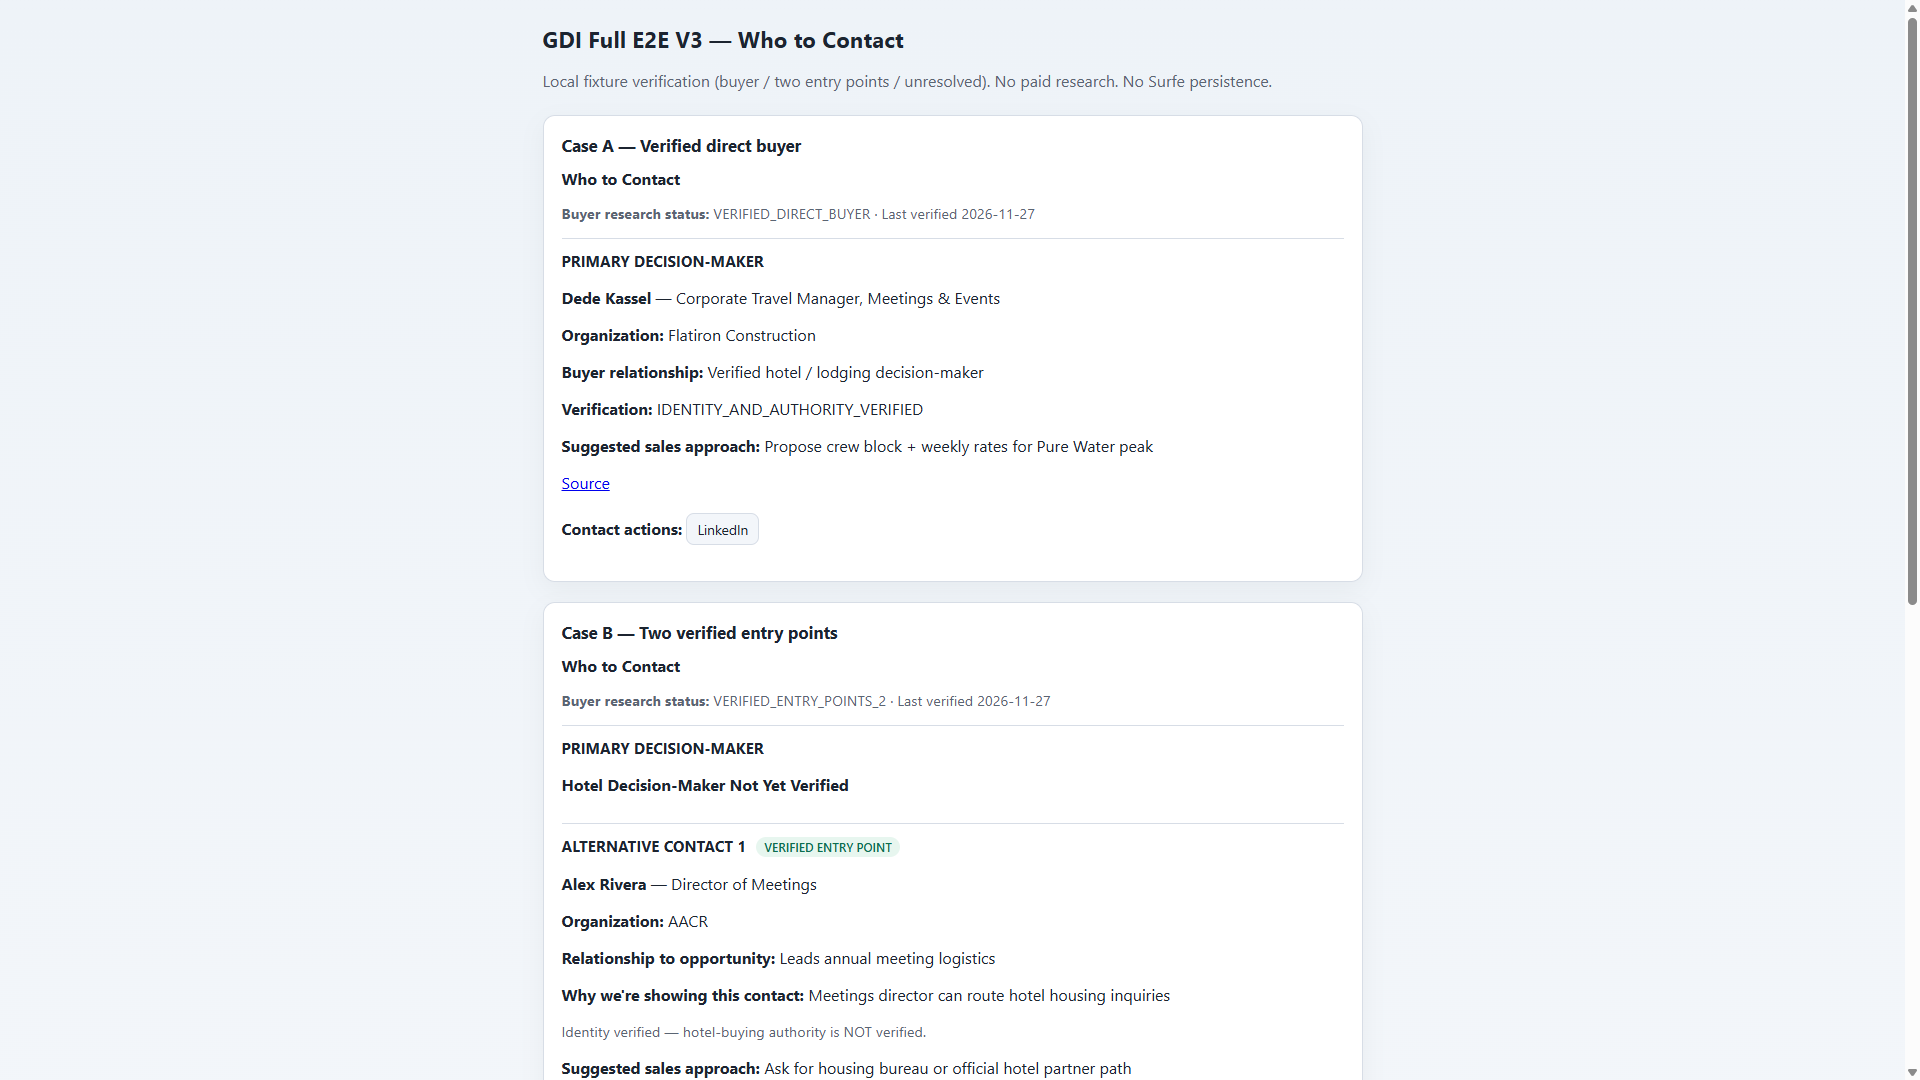 GDI Full E2E V3 — Who to Contact
Local fixture verification (buyer / two entry points / unresolved). No paid research. No Surfe persistence.
Case A — Verified direct buyer
Who to Contact
Buyer research status: VERIFIED_DIRECT_BUYER · Last verified 2026-11-27
PRIMARY DECISION-MAKER
Dede Kassel — Corporate Travel Manager, Meetings & Events
Organization: Flatiron Construction
Buyer relationship: Verified hotel / lodging decision-maker
Verification: IDENTITY_AND_AUTHORITY_VERIFIED
Suggested sales approach: Propose crew block + weekly rates for Pure Water peak
Source
Contact actions: LinkedIn
Case B — Two verified entry points
Who to Contact
Buyer research status: VERIFIED_ENTRY_POINTS_2 · Last verified 2026-11-27
PRIMARY DECISION-MAKER
Hotel Decision-Maker Not Yet Verified
ALTERNATIVE CONTACT 1 VERIFIED ENTRY POINT
Alex Rivera — Director of Meetings
Organization: AACR
Relationship to opportunity: Leads annual meeting logistics
Why we're showing this contact: Meetings director can route hotel housing inquiries
Identity verified — hotel-buying authority is NOT verified.
Suggested sales approach: Ask for housing bureau or official hotel partner path